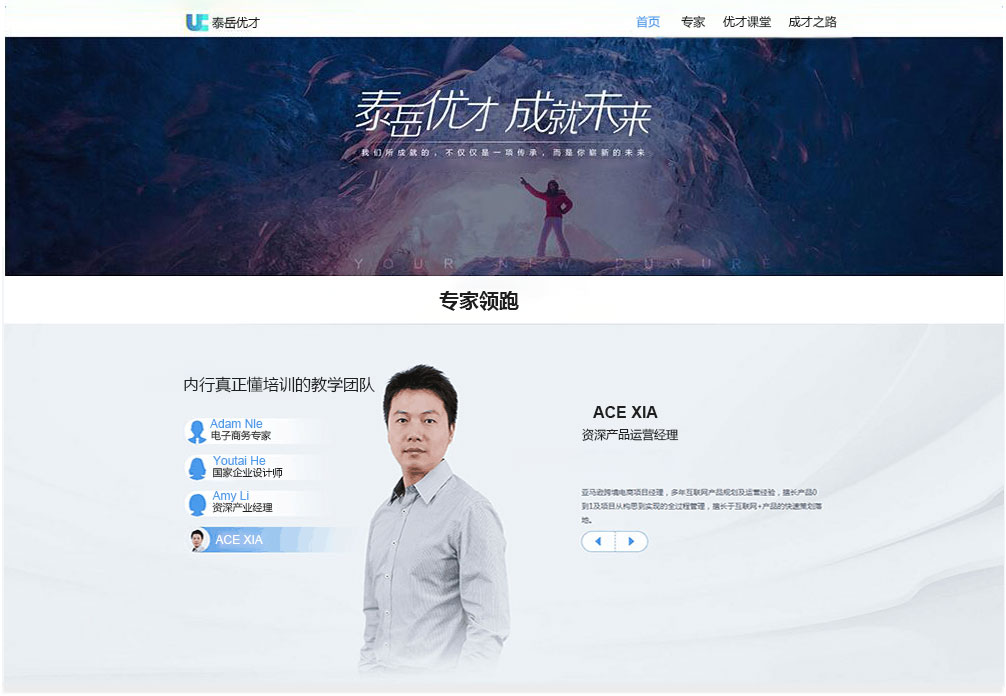 泰岳优才
首页 专家 优才课堂 成才之路
泰岳优才 成就未来
我们所成就的，不仅仅是一项传承，而是你崭新的未来
专家领跑
内行真正懂培训的教学团队
Adam NIe
电子商务专家
Youtai He
国家企业设计师
Amy Li
资深产业经理
ACE XIA
ACE XIA
资深产品运营经理
亚马逊跨境电商项目经理，多年互联网产品规划及运营经验，擅长产品0
到1及项目从构思到实现的全过程管理，擅长于互联网+产品的快速策划落
地。